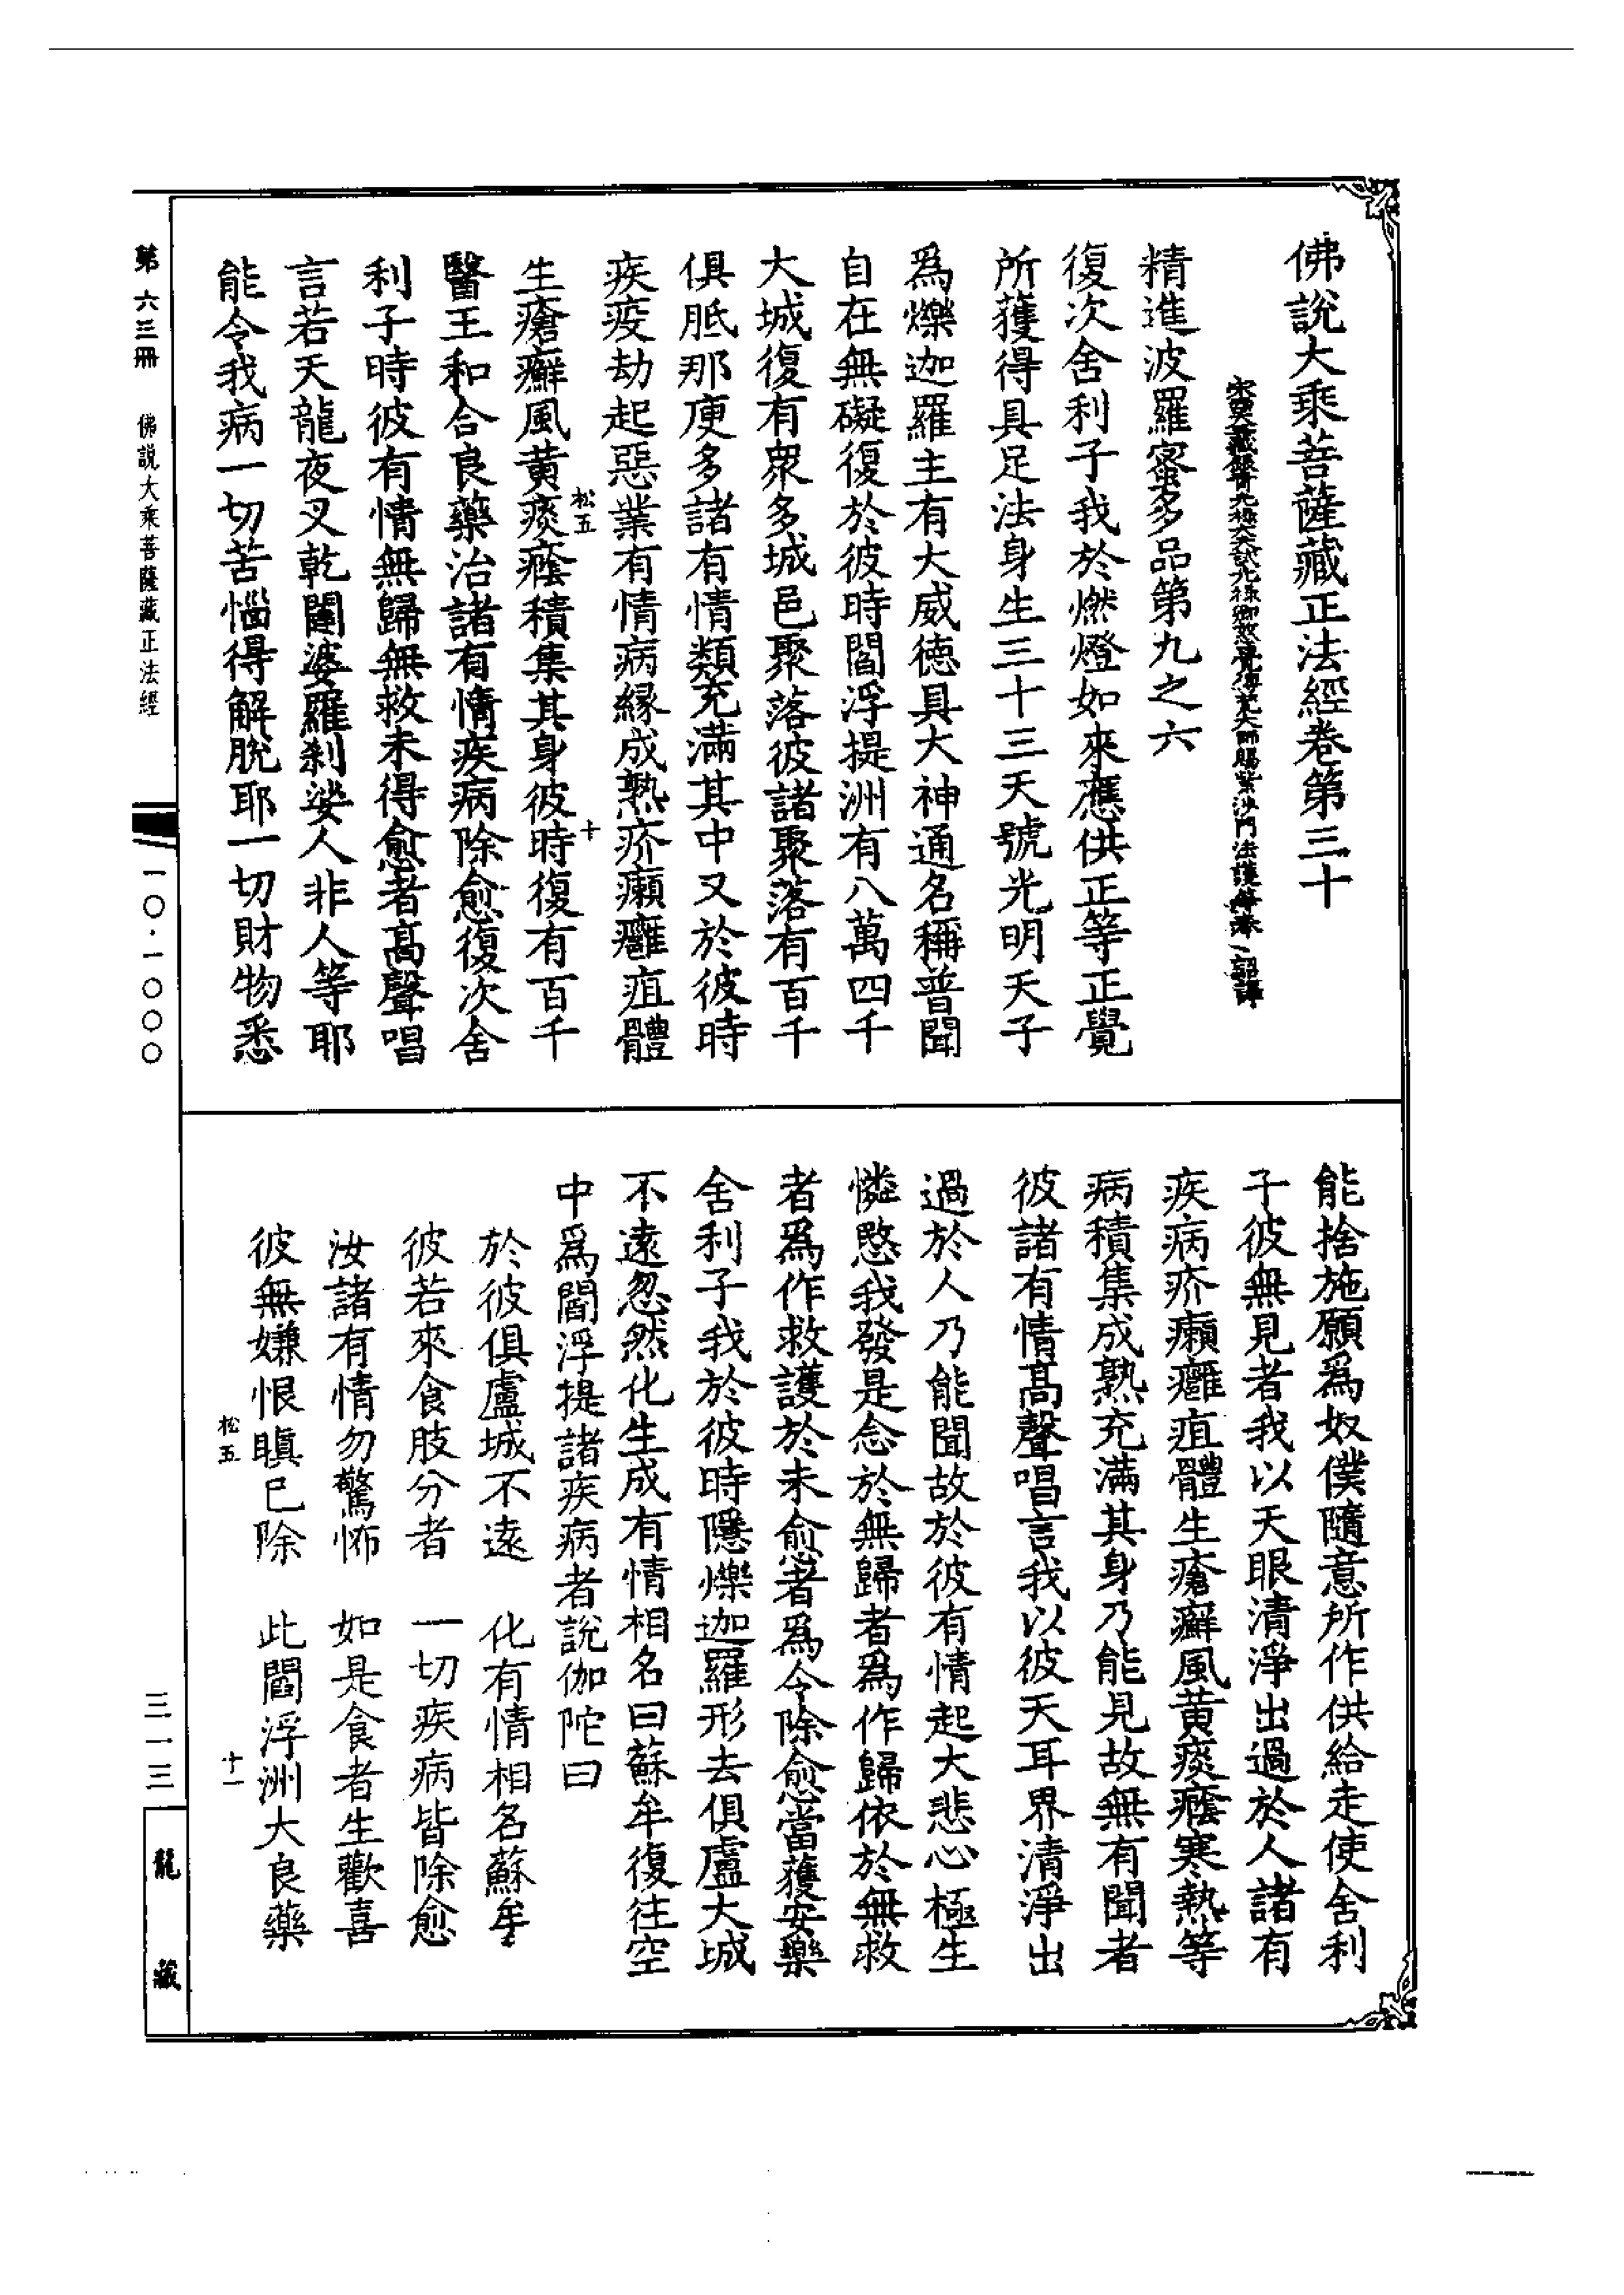 佛說大乘菩薩藏正法經卷第三十
光祿卿
大師賜紫沙門法護等奉 詔譯
精進波羅蜜多品第九之六
復次舍利子我於燃燈如來應供正等正覺
所獲得具足法身生三十三天號光明天子
為爍迦羅主有大威德具大神通名稱普聞
自在無礙復於彼時閻浮提洲有八萬四千
大城復有衆多城邑聚落彼諸聚落有百千
俱胝那庾多諸有情類充滿其中又於彼時
疾疫劫起惡業有情病緣成熟疥癩癰疽體
松五
十
生瘡癬風黃痰癊積集其身彼時復有百千
醫王和合良藥治諸有情疾病除愈復次舍
利子時彼有情無歸無救未得愈者高聲唱
言若天龍夜叉乾闥婆羅刹娑人非人等耶
能令我病一切苦惱得解脫耶一切財物悉
能捨施願爲奴僕隨意所作供給走使舍利
子彼無見者我以天眼清淨出過於人諸有
疾病疥癩癰疽體生瘡癬風黃痰癊寒熱等
病積集成熟充滿其身乃能見故無有聞者
彼諸有情高聲唱言我以彼天耳界清淨出
過於人乃能聞故於彼有情起大悲心極生
憐愍我發是念於無歸者爲作歸依於無救
者爲作救護於未愈者爲令除愈當獲安樂
舍利子我於彼時隱爍迦羅形去俱盧大城
不遠忽然化生成有情相名曰蘇牟復往空
中爲閻浮提諸疾病者說伽陀曰
於彼俱盧城不遠 化有情相名蘇牟
彼若來食肢分者 一切疾病皆除愈
汝諸有情勿驚怖 如是食者生歡喜
彼無嫌恨瞋已除 此閻浮洲大良藥
松五
十一
第六三冊 佛說大乘菩薩藏正法經
一〇·一〇〇〇
三一三
龍藏